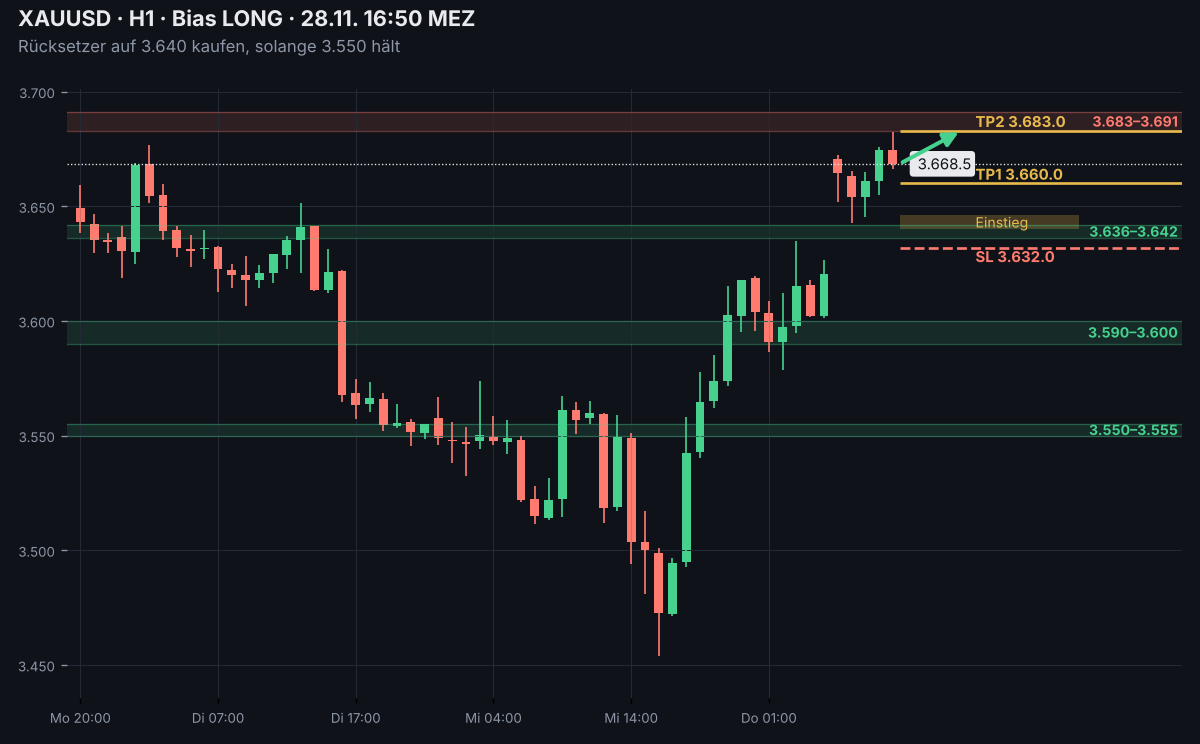 XAUUSD · H1 · Bias LONG · 28.11. 16:50 MEZ
Rücksetzer auf 3.640 kaufen, solange 3.550 hält
3.700
TP2 3.683.0
3.683–3.691
3.668.5
TP1 3.660.0
3.650
Einstieg
3.636–3.642
SL 3.632.0
3.600
3.590–3.600
3.550
3.550–3.555
3.500
3.450
Mo 20:00
Di 07:00
Di 17:00
Mi 04:00
Mi 14:00
Do 01:00